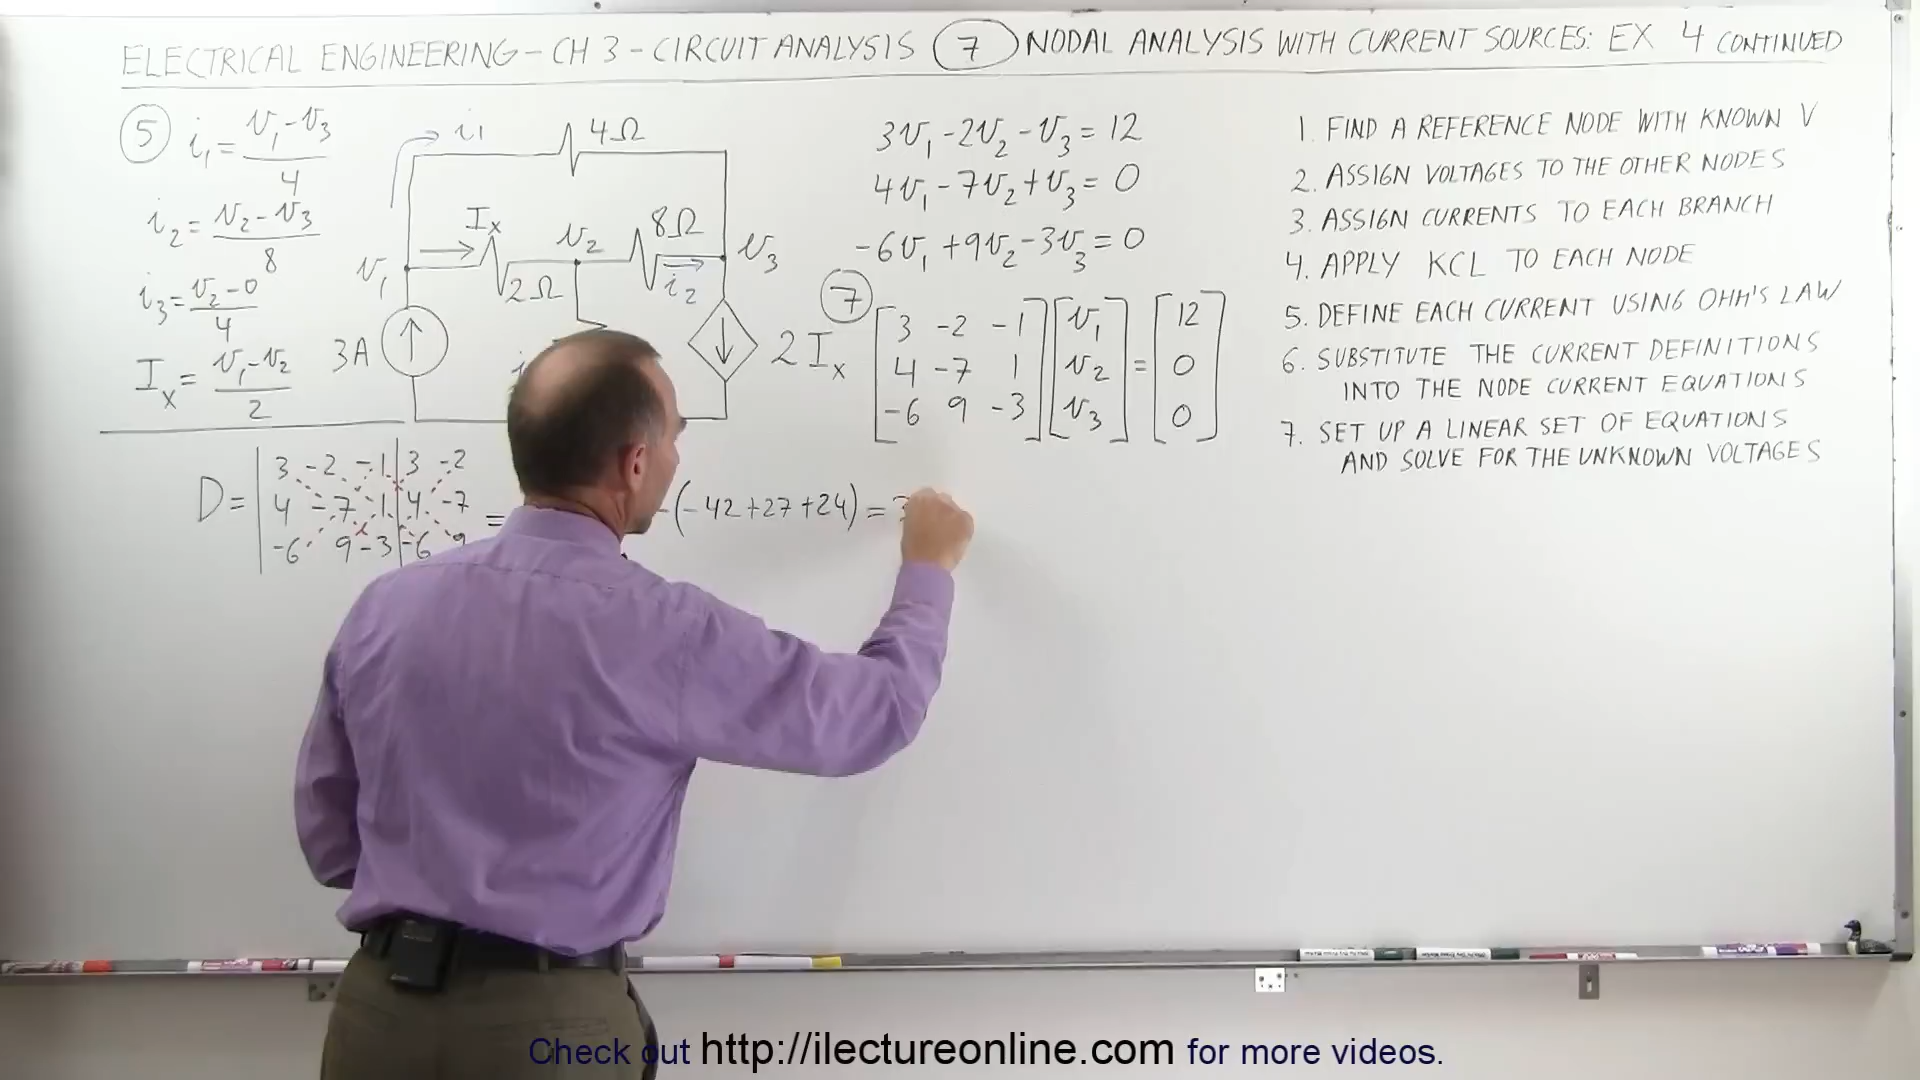 ELECTRICAL ENGINEERING - CH 3 - CIRCUIT ANALYSIS (7) NODAL ANALYSIS WITH CURRENT SOURCES: EX 4 CONTINUED
(5) i₁ = (v₁ - v₃)/4
i₂ = (v₂ - v₃)/8
i₃ = (v₂ - 0)/4
Iₓ = (v₁ - v₂)/2
i₁
4Ω
Iₓ
v₂
8Ω
v₁
2Ω
i₂
v₃
3A
2Iₓ
3v₁ - 2v₂ - v₃ = 12
4v₁ - 7v₂ + v₃ = 0
-6v₁ + 9v₂ - 3v₃ = 0
(7)
3 -2 -1 v₁ 12
4 -7 1 v₂ = 0
-6 9 -3 v₃ 0
1. FIND A REFERENCE NODE WITH KNOWN V
2. ASSIGN VOLTAGES TO THE OTHER NODES
3. ASSIGN CURRENTS TO EACH BRANCH
4. APPLY KCL TO EACH NODE
5. DEFINE EACH CURRENT USING OHH'S LAW
6. SUBSTITUTE THE CURRENT DEFINITIONS
INTO THE NODE CURRENT EQUATIONS
7. SET UP A LINEAR SET OF EQUATIONS
AND SOLVE FOR THE UNKNOWN VOLTAGES
3 -2 -1 3 -2
D = 4 -7 1 4 -7 = -(-42+27+24) =
-6 9 -3 -6 9
Check out http://ilectureonline.com for more videos.